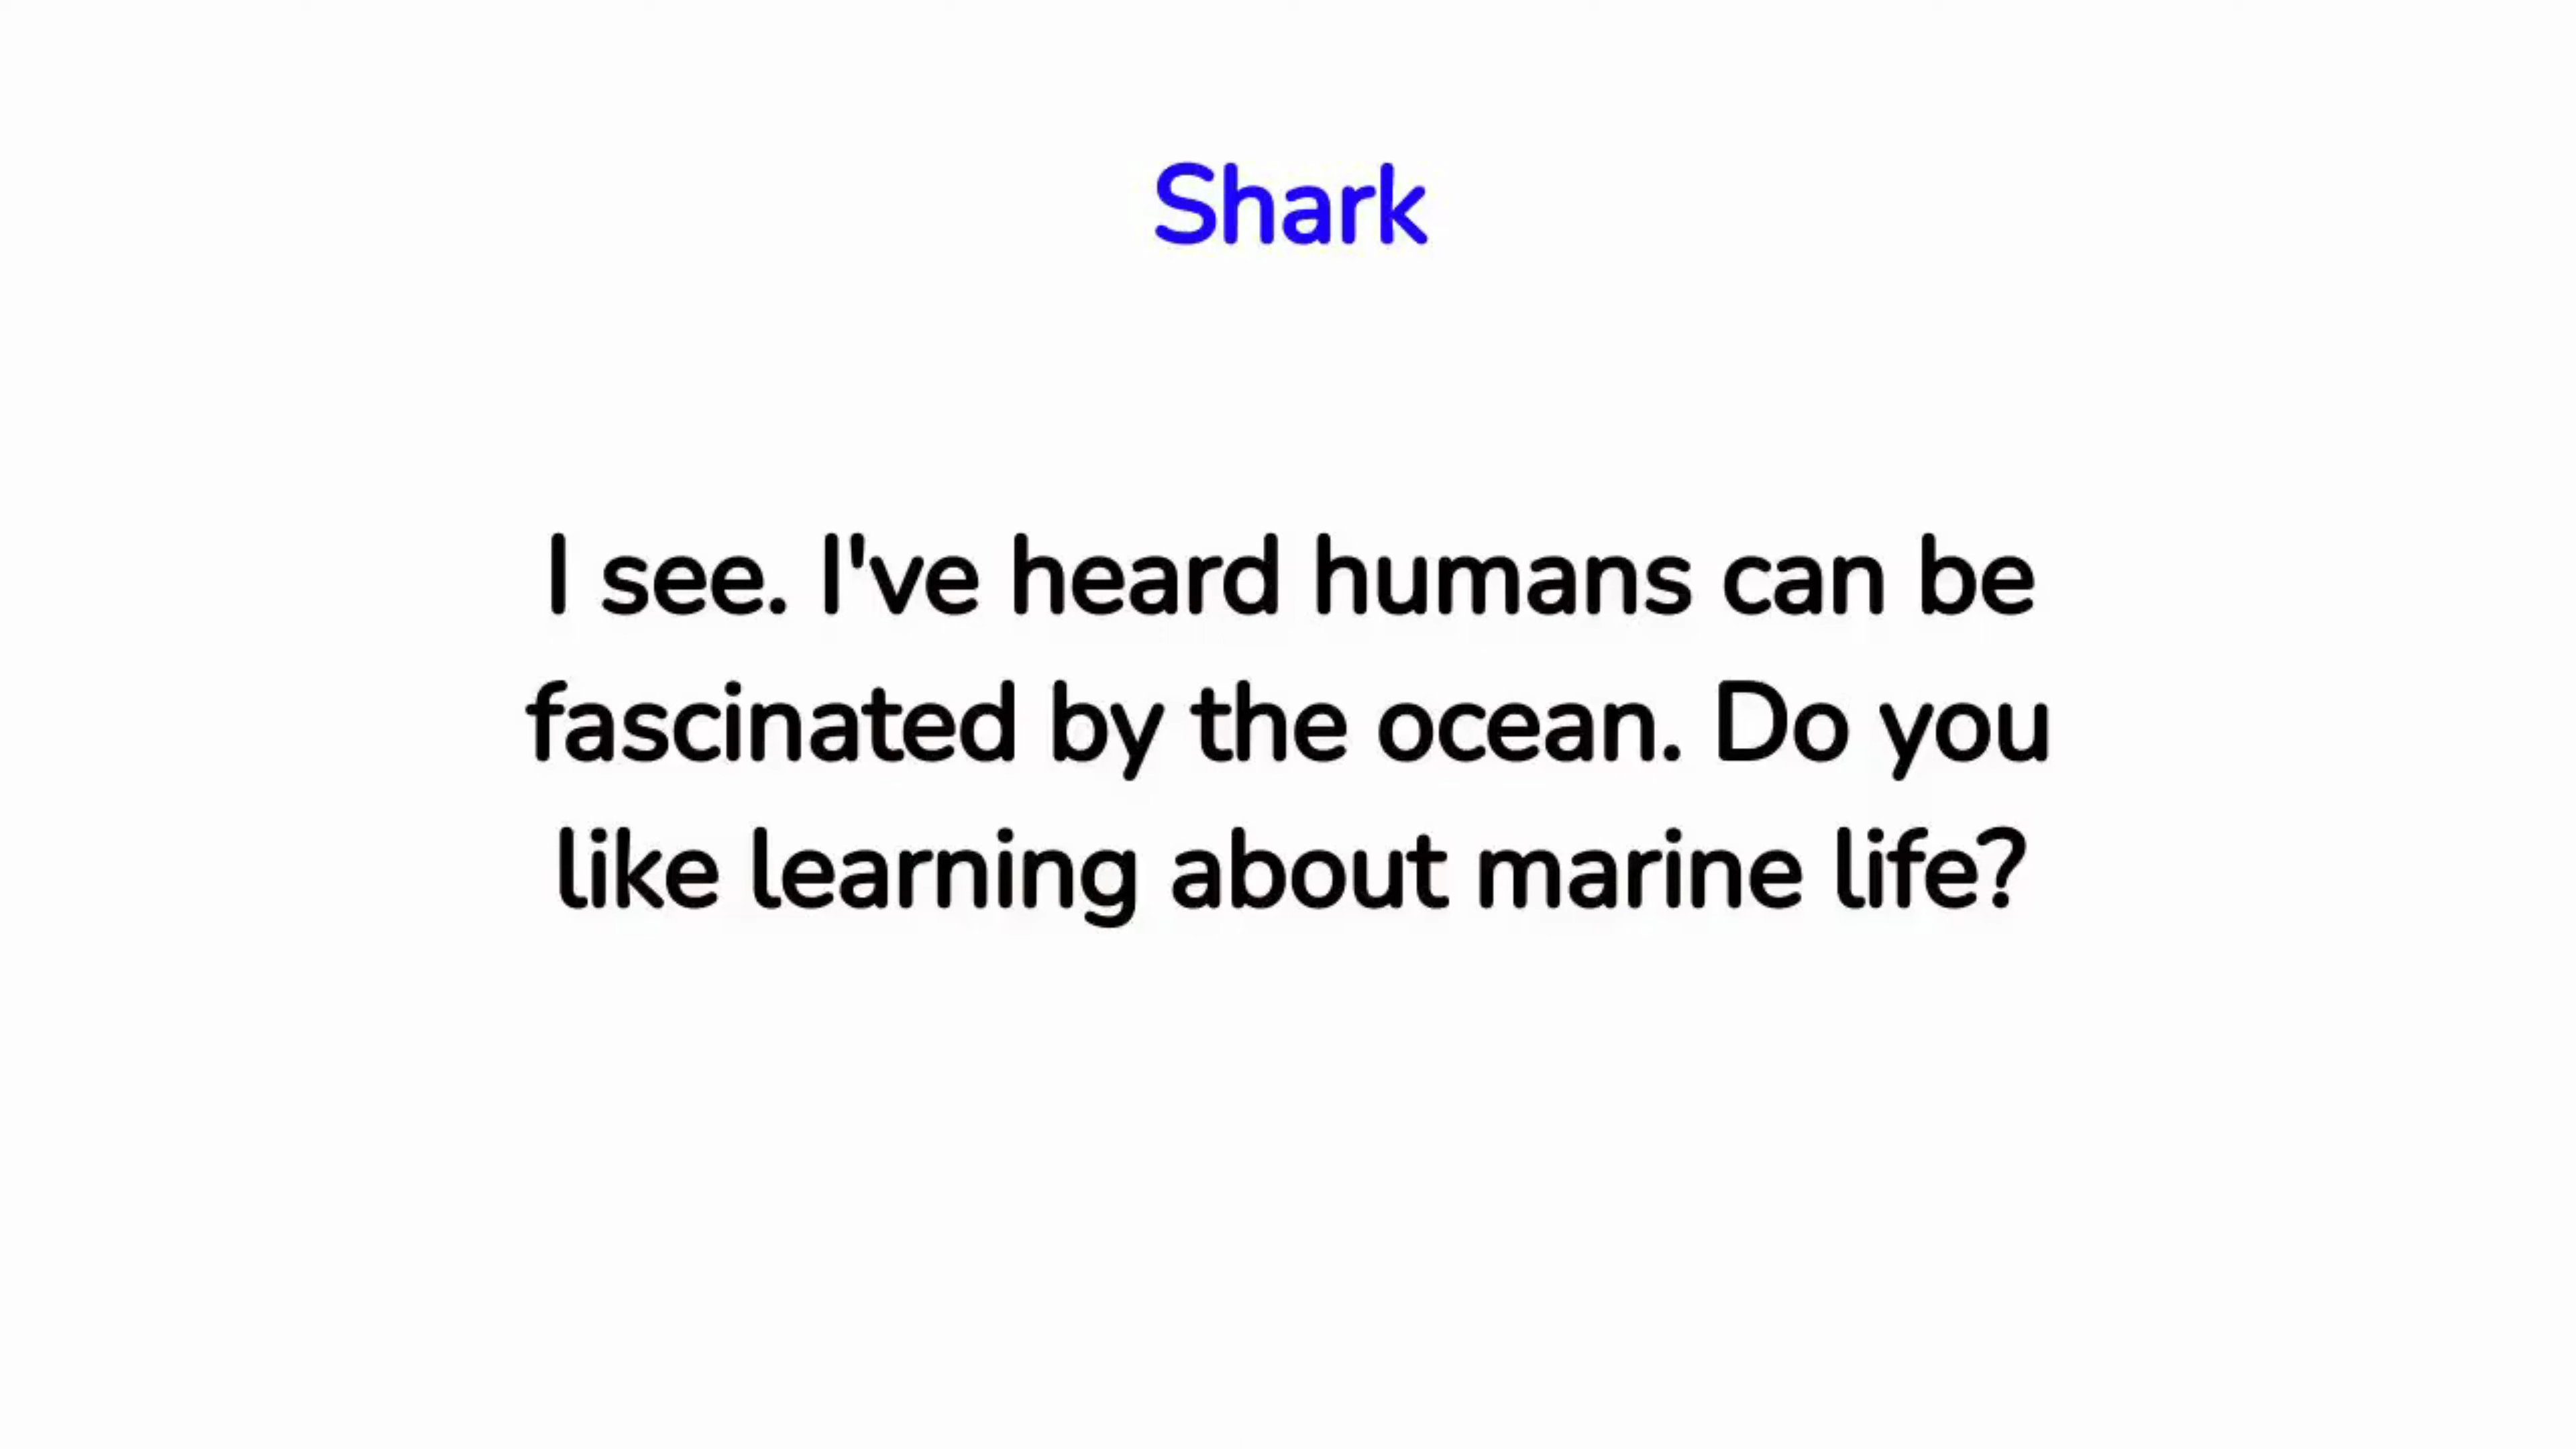 Shark
I see. I've heard humans can be
fascinated by the ocean. Do you
like learning about marine life?